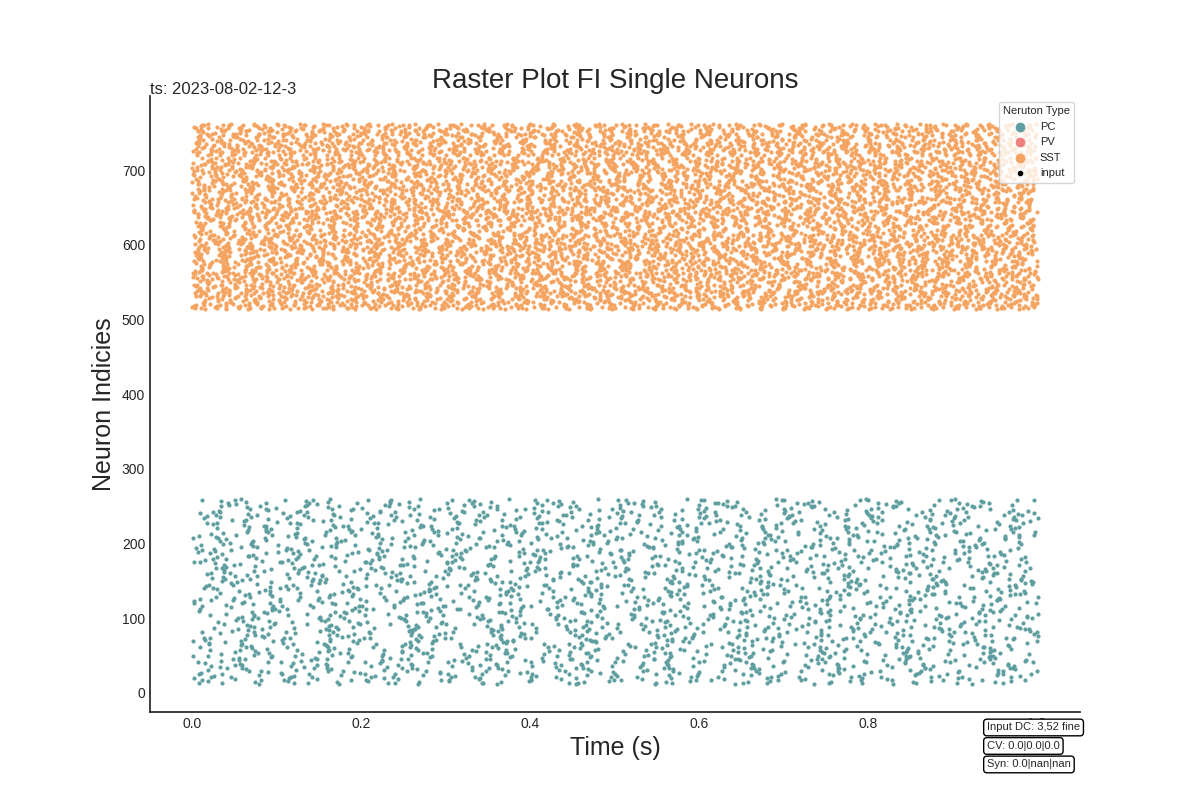 Raster Plot FI Single Neurons
ts: 2023-08-02-12-3
Neruton Type
PC
PV
SST
input
700
600
500
400
300
200
100
0
Neuron Indicies
0.0 0.2 0.4 0.6 0.8
Time (s)
Input DC: 3,52 fine
CV: 0.0|0.0|0.0
Syn: 0.0|nan|nan